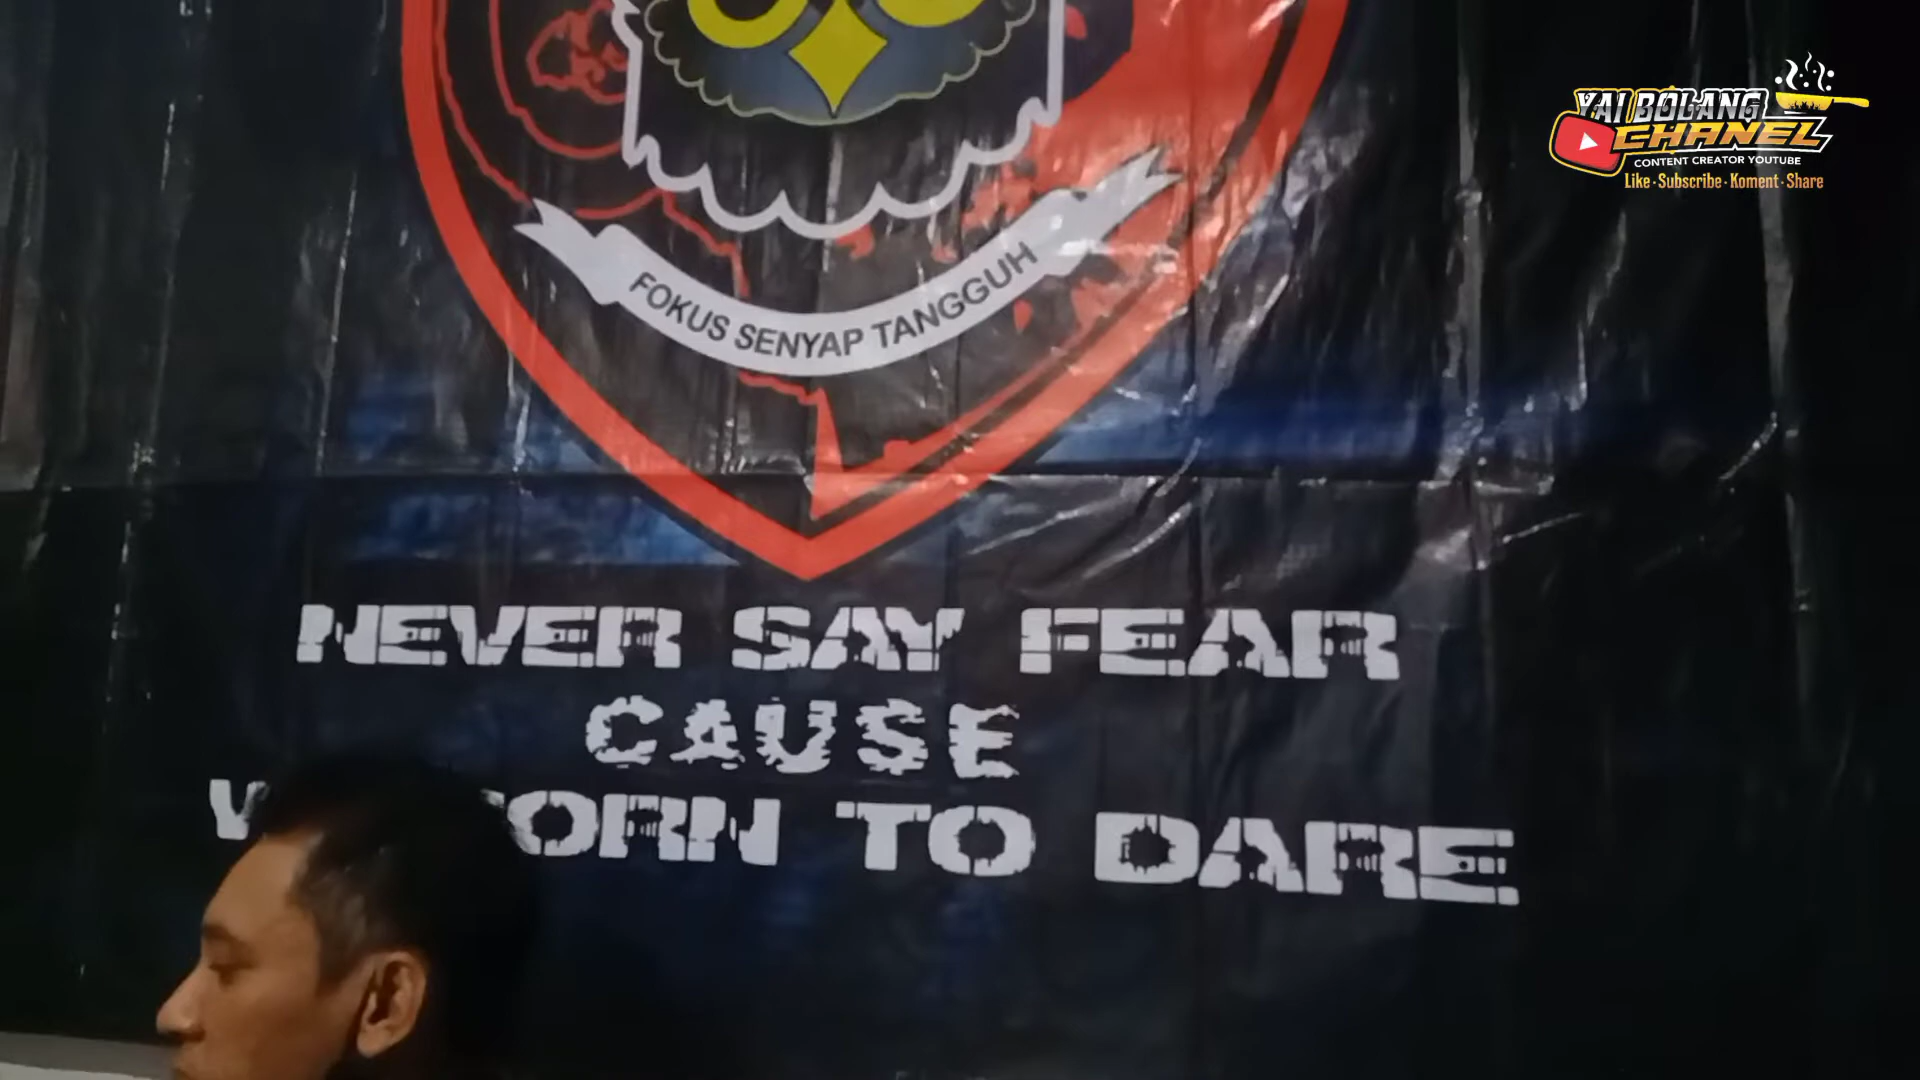 YAI BOLANG
CHANEL
CONTENT CREATOR YOUTUBE
Like · Subscribe · Koment · Share
FOKUS SENYAP TANGGUH
NEVER SAY FEAR
CAUSE
TO DARE